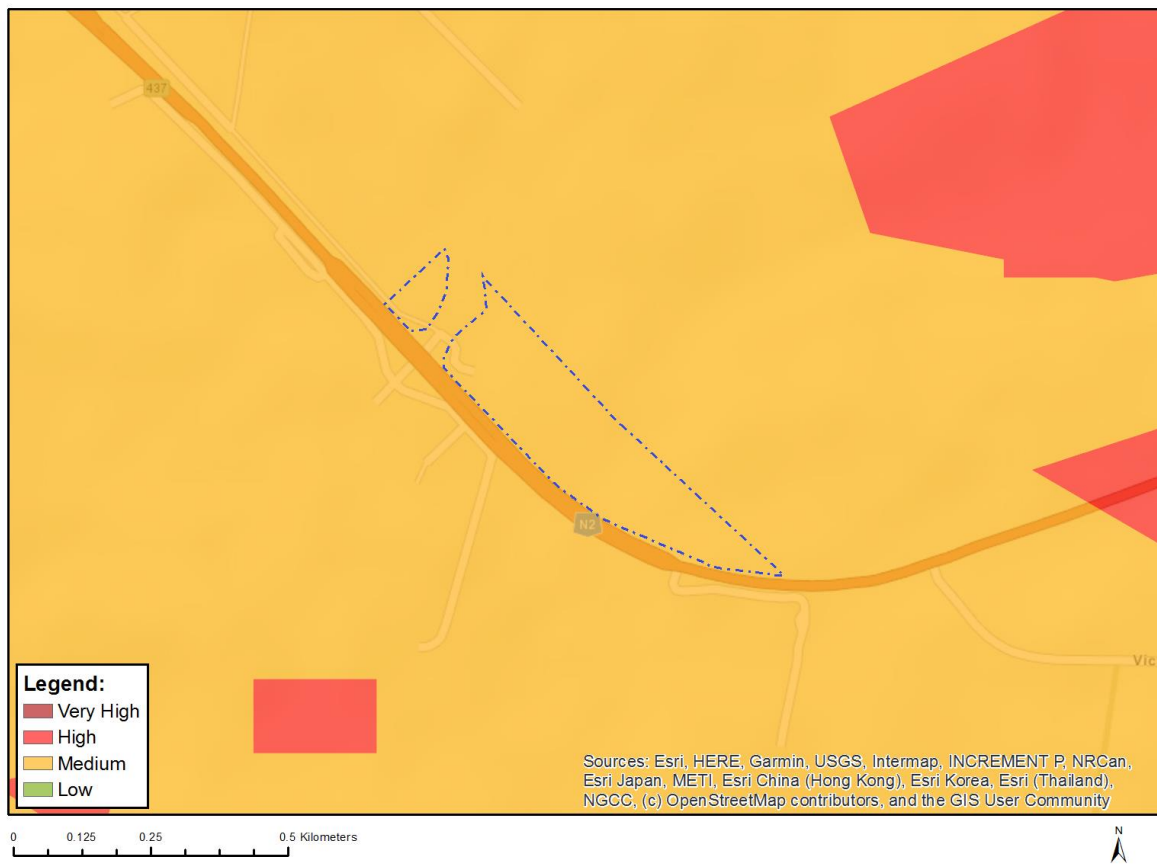 437
N2
Vic
Legend:
Very High
High
Medium
Low
Sources: Esri, HERE, Garmin, USGS, Intermap, INCREMENT P, NRCan,
Esri Japan, METI, Esri China (Hong Kong), Esri Korea, Esri (Thailand),
NGCC, (c) OpenStreetMap contributors, and the GIS User Community
0 0.125 0.25 0.5 Kilometers
N